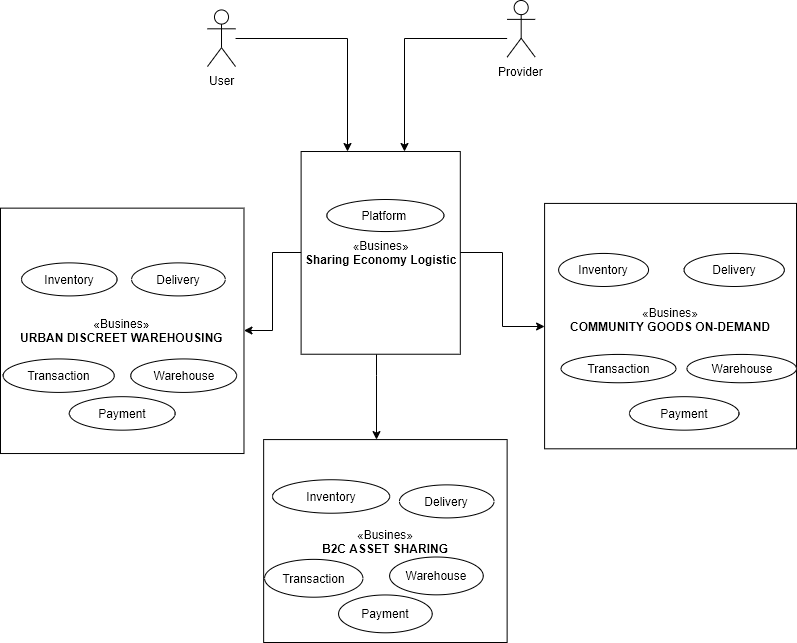 User
Provider
Platform
«Busines»
Sharing Economy Logistic
Inventory
Delivery
«Busines»
URBAN DISCREET WAREHOUSING
Transaction
Warehouse
Payment
Inventory
Delivery
«Busines»
COMMUNITY GOODS ON-DEMAND
Transaction
Warehouse
Payment
Inventory
Delivery
«Busines»
B2C ASSET SHARING
Transaction
Warehouse
Payment